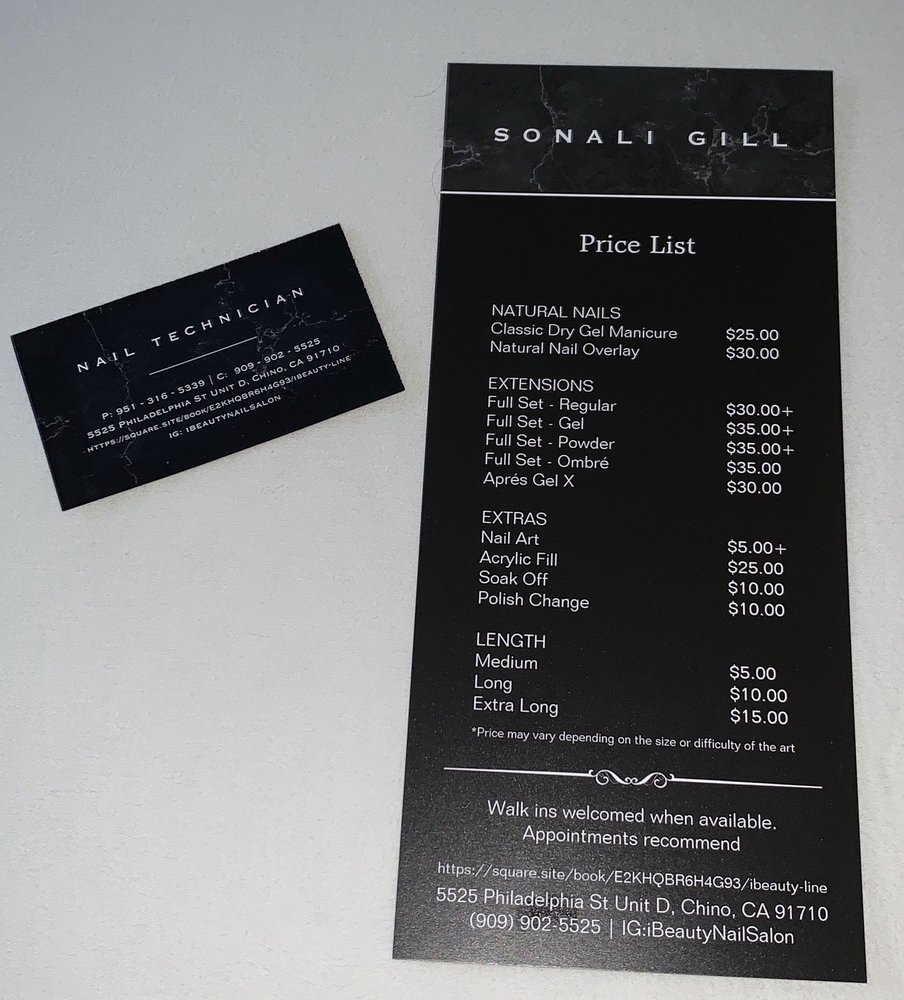 NAIL TECHNICIAN
P: 951 - 316 - 5339 | C: 909 - 902 - 5525
5525 PHILADELPHIA ST UNIT D, CHINO, CA 91710
HTTPS://SQUARE.SITE/BOOK/E2KHQBR6H4G93/IBEAUTY-LINE
IG: IBEAUTYNAILSALON
SONALI GILL
Price List
NATURAL NAILS
Classic Dry Gel Manicure $25.00
Natural Nail Overlay $30.00
EXTENSIONS
Full Set - Regular $30.00+
Full Set - Gel $35.00+
Full Set - Powder $35.00+
Full Set - Ombré $35.00
Aprés Gel X $30.00
EXTRAS
Nail Art $5.00+
Acrylic Fill $25.00
Soak Off $10.00
Polish Change $10.00
LENGTH
Medium $5.00
Long $10.00
Extra Long $15.00
*Price may vary depending on the size or difficulty of the art
Walk ins welcomed when available.
Appointments recommend
https://square.site/book/E2KHQBR6H4G93/ibeauty-line
5525 Philadelphia St Unit D, Chino, CA 91710
(909) 902-5525 | IG:iBeautyNailSalon